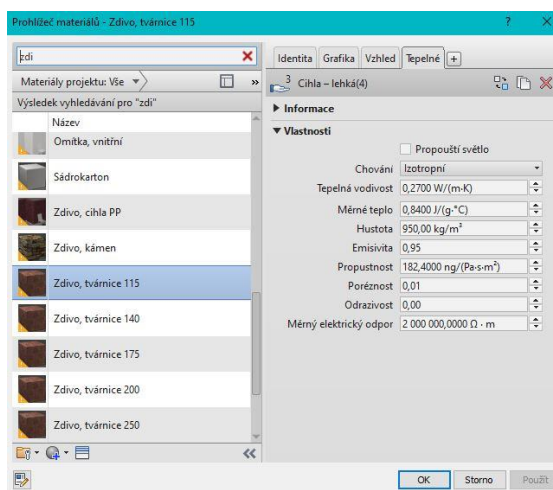 Prohlížeč materiálů - Zdivo, tvárnice 115
zdi
Materiály projektu: Vše
Výsledek vyhledávání pro "zdi"
Název
Omítka, vnitřní
Sádrokarton
Zdivo, cihla PP
Zdivo, kámen
Zdivo, tvárnice 115
Zdivo, tvárnice 140
Zdivo, tvárnice 175
Zdivo, tvárnice 200
Zdivo, tvárnice 250
Identita Grafika Vzhled Tepelné
3 Cihla – lehká(4)
Informace
Vlastnosti
Propouští světlo
Chování Izotropní
Tepelná vodivost 0,2700 W/(m·K)
Měrné teplo 0,8400 J/(g·°C)
Hustota 950,00 kg/m³
Emisivita 0,95
Propustnost 182,4000 ng/(Pa·s·m²)
Poréznost 0,01
Odrazivost 0,00
Měrný elektrický odpor 2 000 000,0000 Ω · m
OK Storno Použít